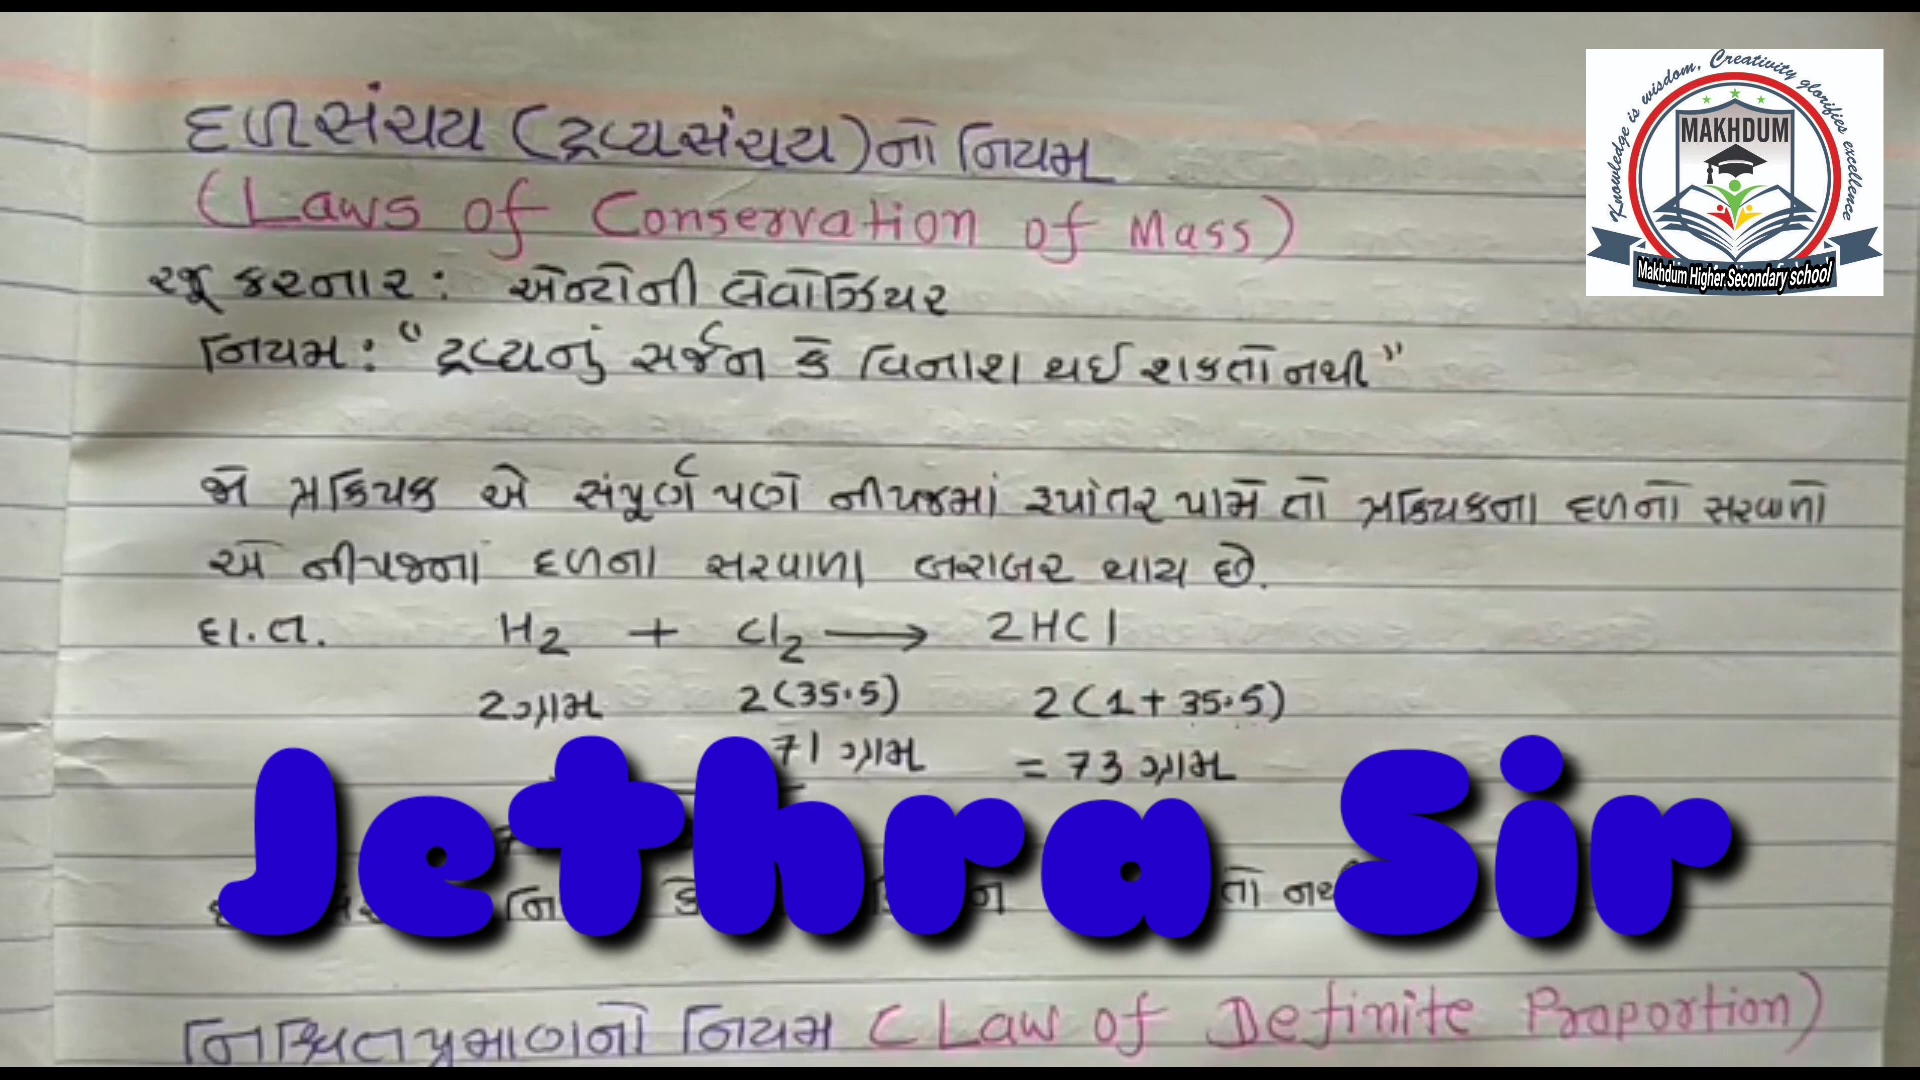 દળસંચય (દ્રવ્યસંચય)નો નિયમ
(Laws of Conservation of Mass)
રજૂ કરનાર : એન્ટોની લેવોઝિયર
નિયમ : "દ્રવ્યનું સર્જન કે વિનાશ થઈ શકતો નથી"
જો પ્રક્રિયક એ સંપૂર્ણ પણે નીપજમાં રૂપાંતર પામે તો પ્રક્રિયકના દળનો સરવાળો
એ નીપજના દળના સરવાળા બરાબર થાય છે.
દા.ત. H2 + Cl2 ⟶ 2HCl
2 ગ્રામ 2(35.5) 2(1+35.5)
71 ગ્રામ = 73 ગ્રામ
Jethra Sir
નિશ્ચિતપ્રમાણનો નિયમ (Law of Definite Proportion)
Knowledge is wisdom, Creativity glorifies excellence
MAKHDUM
Makhdum Higher Secondary school